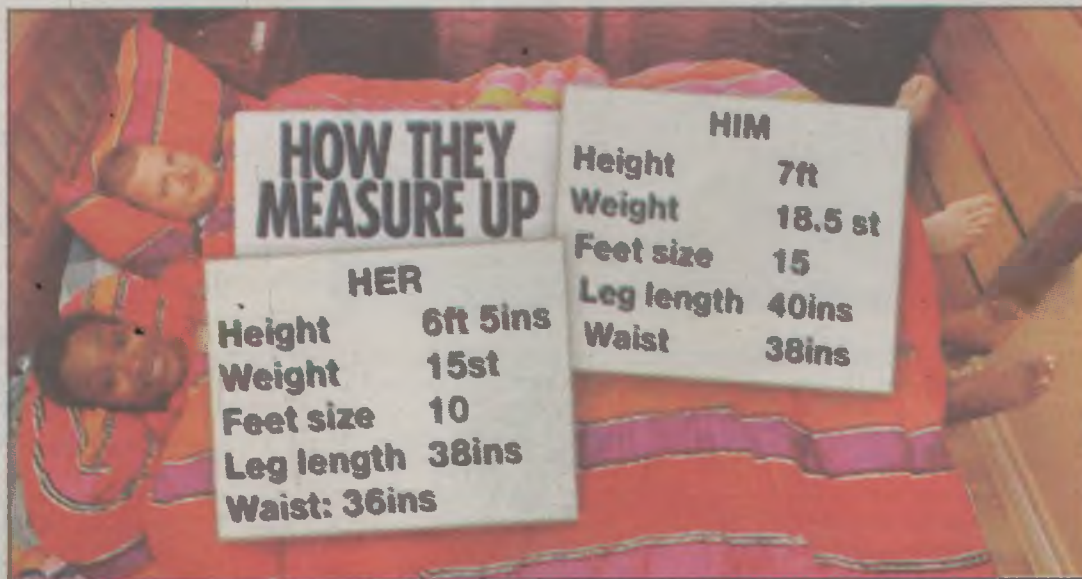 HOW THEY
MEASURE UP
HER
Height 6ft 5ins
Weight 15st
Feet size 10
Leg length 38ins
Waist: 36ins
HIM
Height 7ft
Weight 18.5 st
Feet size 15
Leg length 40ins
Waist 38ins